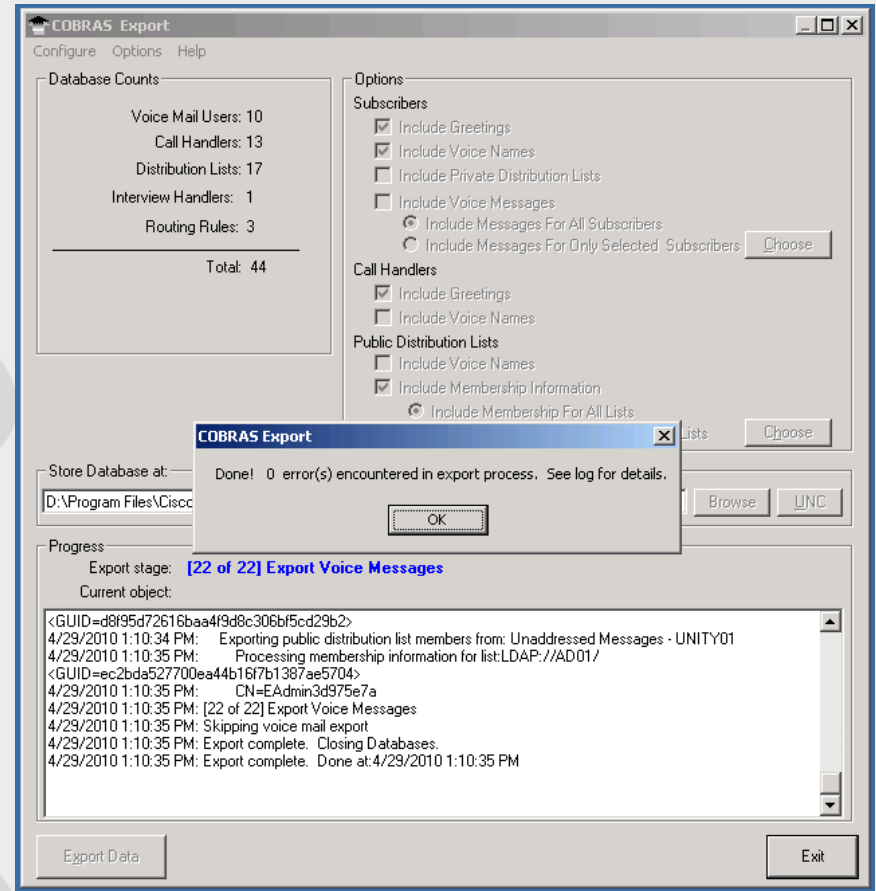 COBRAS Export
Configure Options Help
Database Counts
Voice Mail Users: 10
Call Handlers: 13
Distribution Lists: 17
Interview Handlers: 1
Routing Rules: 3
Total: 44
Options
Subscribers
Include Greetings
Include Voice Names
Include Private Distribution Lists
Include Voice Messages
Include Messages For All Subscribers
Include Messages For Only Selected Subscribers Choose
Call Handlers
Include Greetings
Include Voice Names
Public Distribution Lists
Include Voice Names
Include Membership Information
Include Membership For All Lists
Lists Choose
COBRAS Export
Done! 0 error(s) encountered in export process. See log for details.
OK
Store Database at:
D:\Program Files\Cisco
Browse UNC
Progress
Export stage: [22 of 22] Export Voice Messages
Current object:
<GUID=d8f95d72616baa4f9d8c306bf5cd29b2>
4/29/2010 1:10:34 PM: Exporting public distribution list members from: Unaddressed Messages - UNITY01
4/29/2010 1:10:35 PM: Processing membership information for list:LDAP://AD01/
<GUID=ec2bda527700ea44b16f7b1387ae5704>
4/29/2010 1:10:35 PM: CN=EAdmin3d975e7a
4/29/2010 1:10:35 PM: [22 of 22] Export Voice Messages
4/29/2010 1:10:35 PM: Skipping voice mail export
4/29/2010 1:10:35 PM: Export complete. Closing Databases.
4/29/2010 1:10:35 PM: Export complete. Done at:4/29/2010 1:10:35 PM
Export Data
Exit